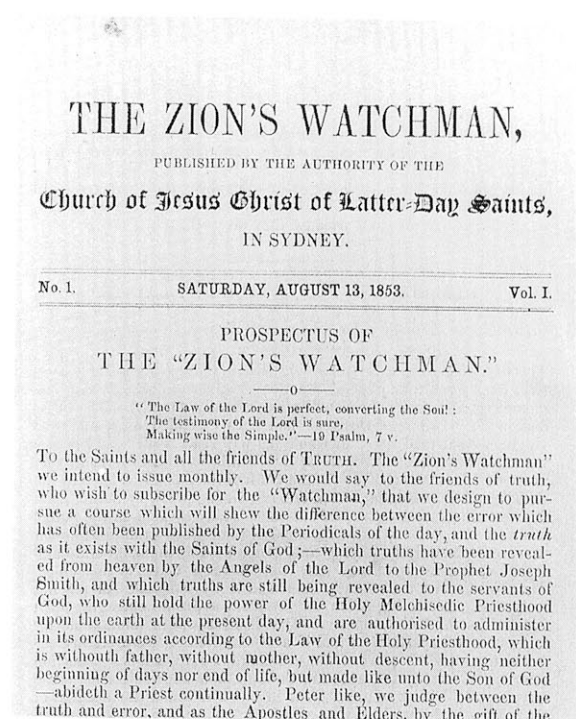 THE ZION'S WATCHMAN,
PUBLISHED BY THE AUTHORITY OF THE
Church of Jesus Christ of Latter-Day Saints,
IN SYDNEY.
No. 1. SATURDAY, AUGUST 13, 1853. Vol. I.
PROSPECTUS OF
THE "ZION'S WATCHMAN."
——o——
"The Law of the Lord is perfect, converting the Soul! :
The testimony of the Lord is sure,
Making wise the Simple."—19 Psalm, 7 v.
To the Saints and all the friends of TRUTH. The "Zion's Watchman"
we intend to issue monthly. We would say to the friends of truth,
who wish to subscribe for the "Watchman," that we design to pur-
sue a course which will shew the difference between the error which
has often been published by the Periodicals of the day, and the truth
as it exists with the Saints of God ;—which truths have been reveal-
ed from heaven by the Angels of the Lord to the Prophet Joseph
Smith, and which truths are still being revealed to the servants of
God, who still hold the power of the Holy Melchisedic Priesthood
upon the earth at the present day, and are authorised to administer
in its ordinances according to the Law of the Holy Priesthood, which
is withouth father, without mother, without descent, having neither
beginning of days nor end of life, but made like unto the Son of God
—abideth a Priest continually. Peter like, we judge between the
truth and error, and as the Apostles and Elders, by the gift of the